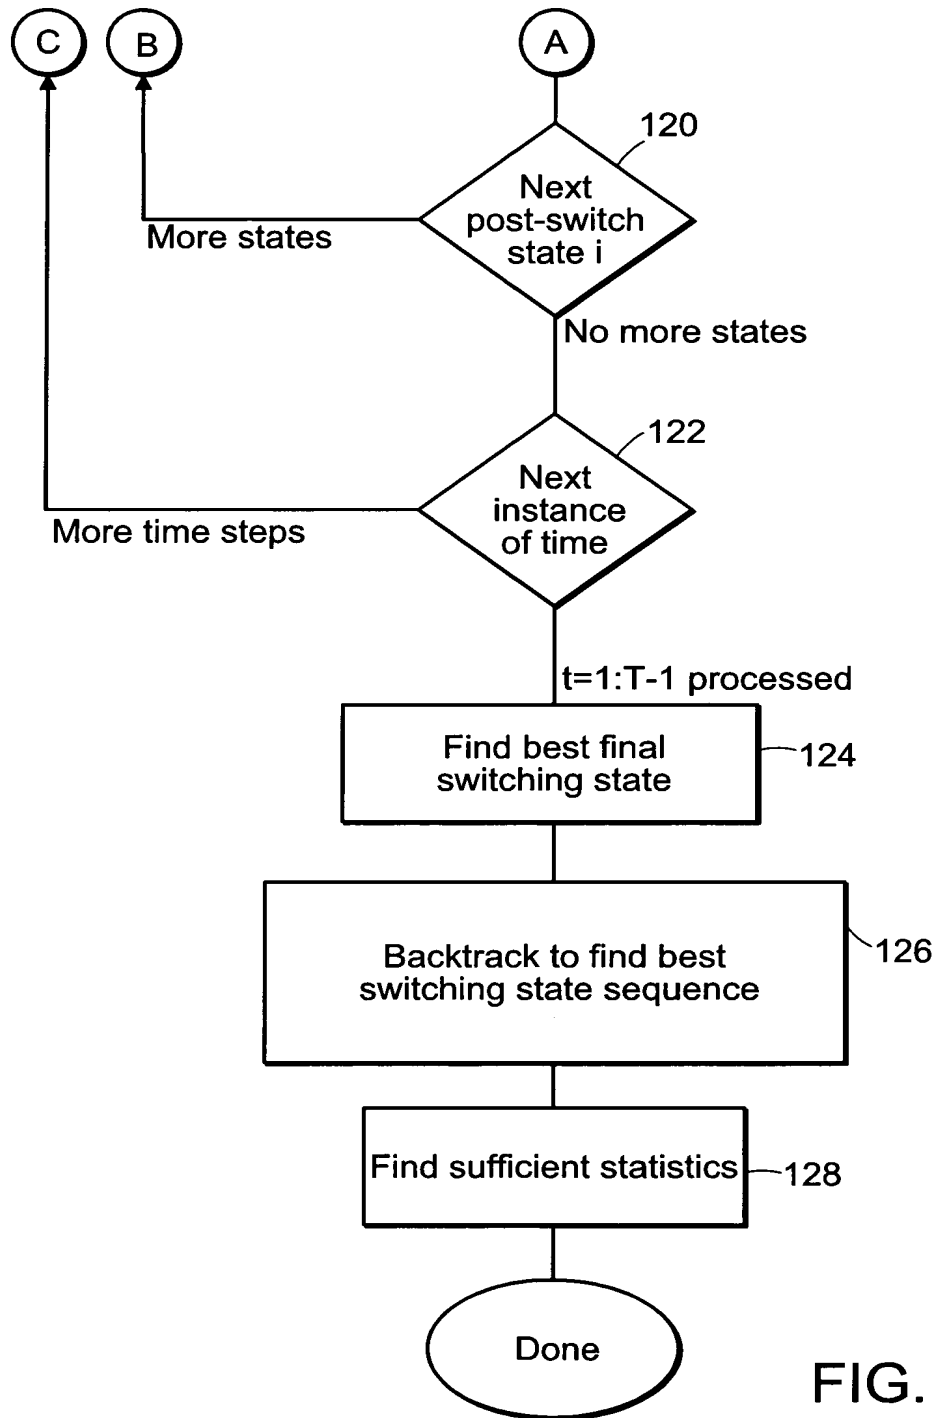 C
B
A
120
Next
post-switch
state i
More states
No more states
122
Next
instance
of time
More time steps
t=1:T-1 processed
Find best final
switching state
124
Backtrack to find best
switching state sequence
126
Find sufficient statistics
128
Done
FIG.